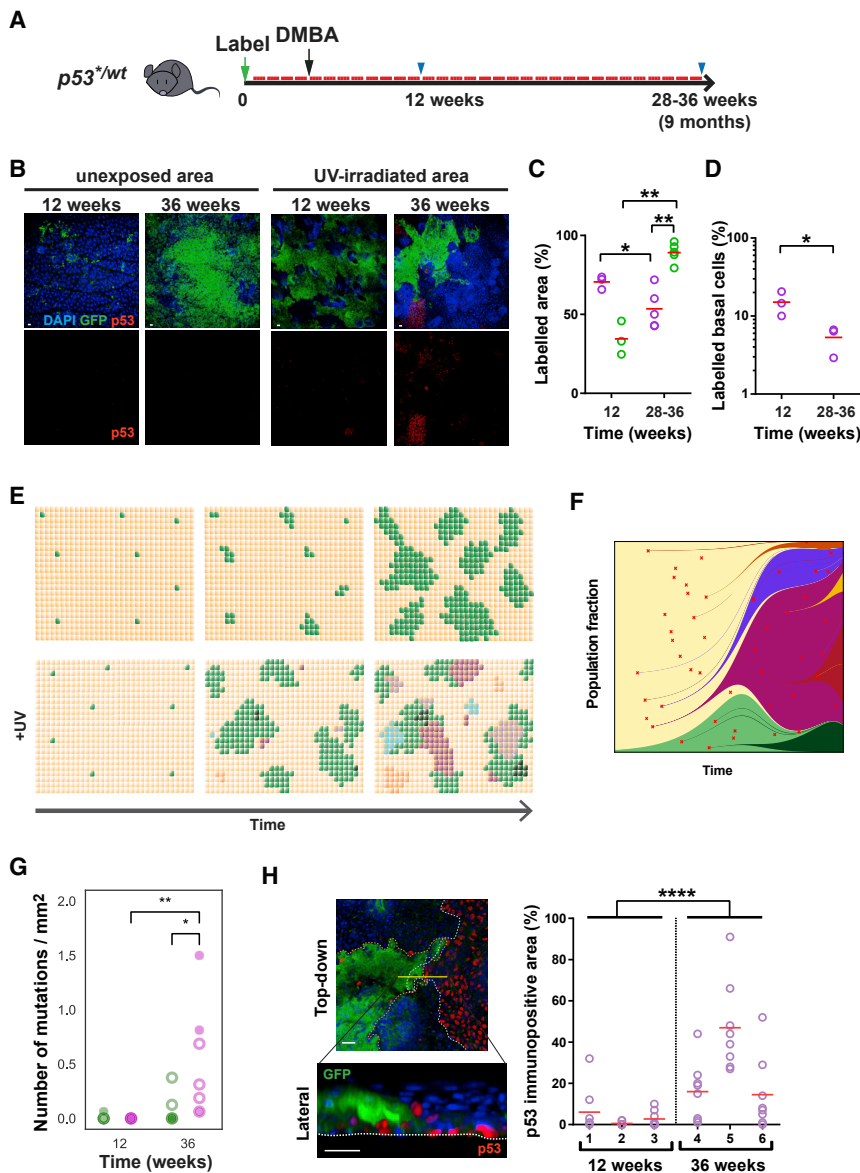 A
Label
DMBA
p53*/wt
0
12 weeks
28-36 weeks
(9 months)
B
unexposed area
UV-irradiated area
12 weeks
36 weeks
12 weeks
36 weeks
DAPI GFP p53
p53
C
**
**
*
Labelled area (%)
100
50
0
12
28-36
Time (weeks)
D
*
Labelled basal cells (%)
100
10
1
12
28-36
Time (weeks)
E
+UV
Time
F
Population fraction
Time
G
Number of mutations / mm2
2.0
1.5
1.0
0.5
0.0
**
*
12
36
Time (weeks)
H
Top-down
Lateral
GFP
p53
****
p53 immunopositive area (%)
100
80
60
40
20
0
1
2
3
4
5
6
12 weeks
36 weeks